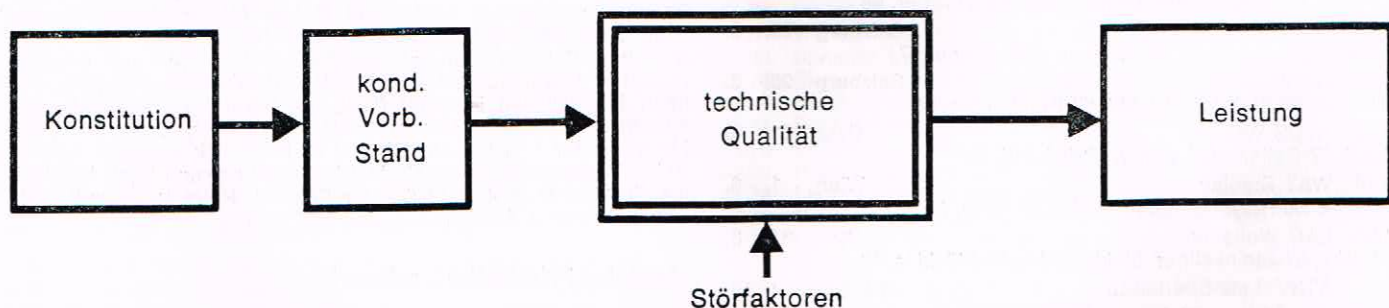 Konstitution
kond.
Vorb.
Stand
technische
Qualität
Leistung
Störfaktoren